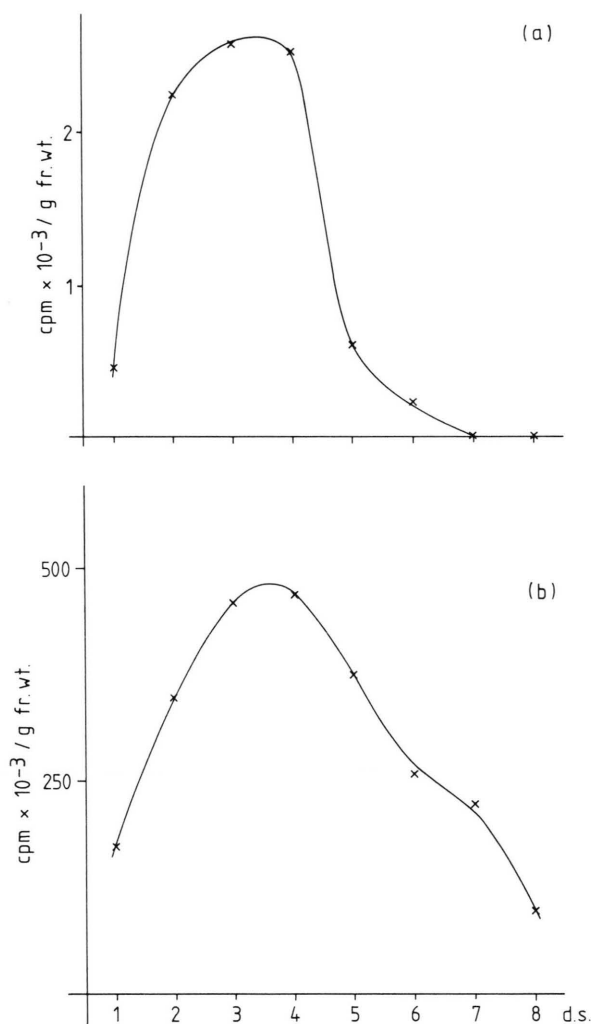 (a)
cpm × 10⁻³ / g fr. wt.
2
1
(b)
cpm × 10⁻³ / g fr. wt.
500
250
1 2 3 4 5 6 7 8 d.s.